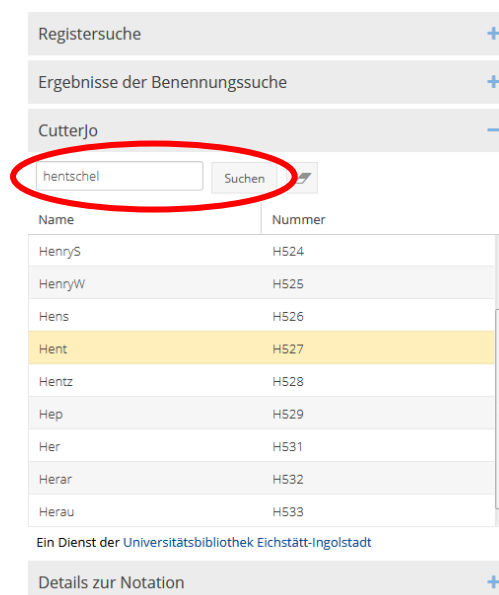 Registersuche
Ergebnisse der Benennungssuche
CutterJo
hentschel Suchen
Name Nummer
HenryS H524
HenryW H525
Hens H526
Hent H527
Hentz H528
Hep H529
Her H531
Herar H532
Herau H533
Ein Dienst der Universitätsbibliothek Eichstätt-Ingolstadt
Details zur Notation